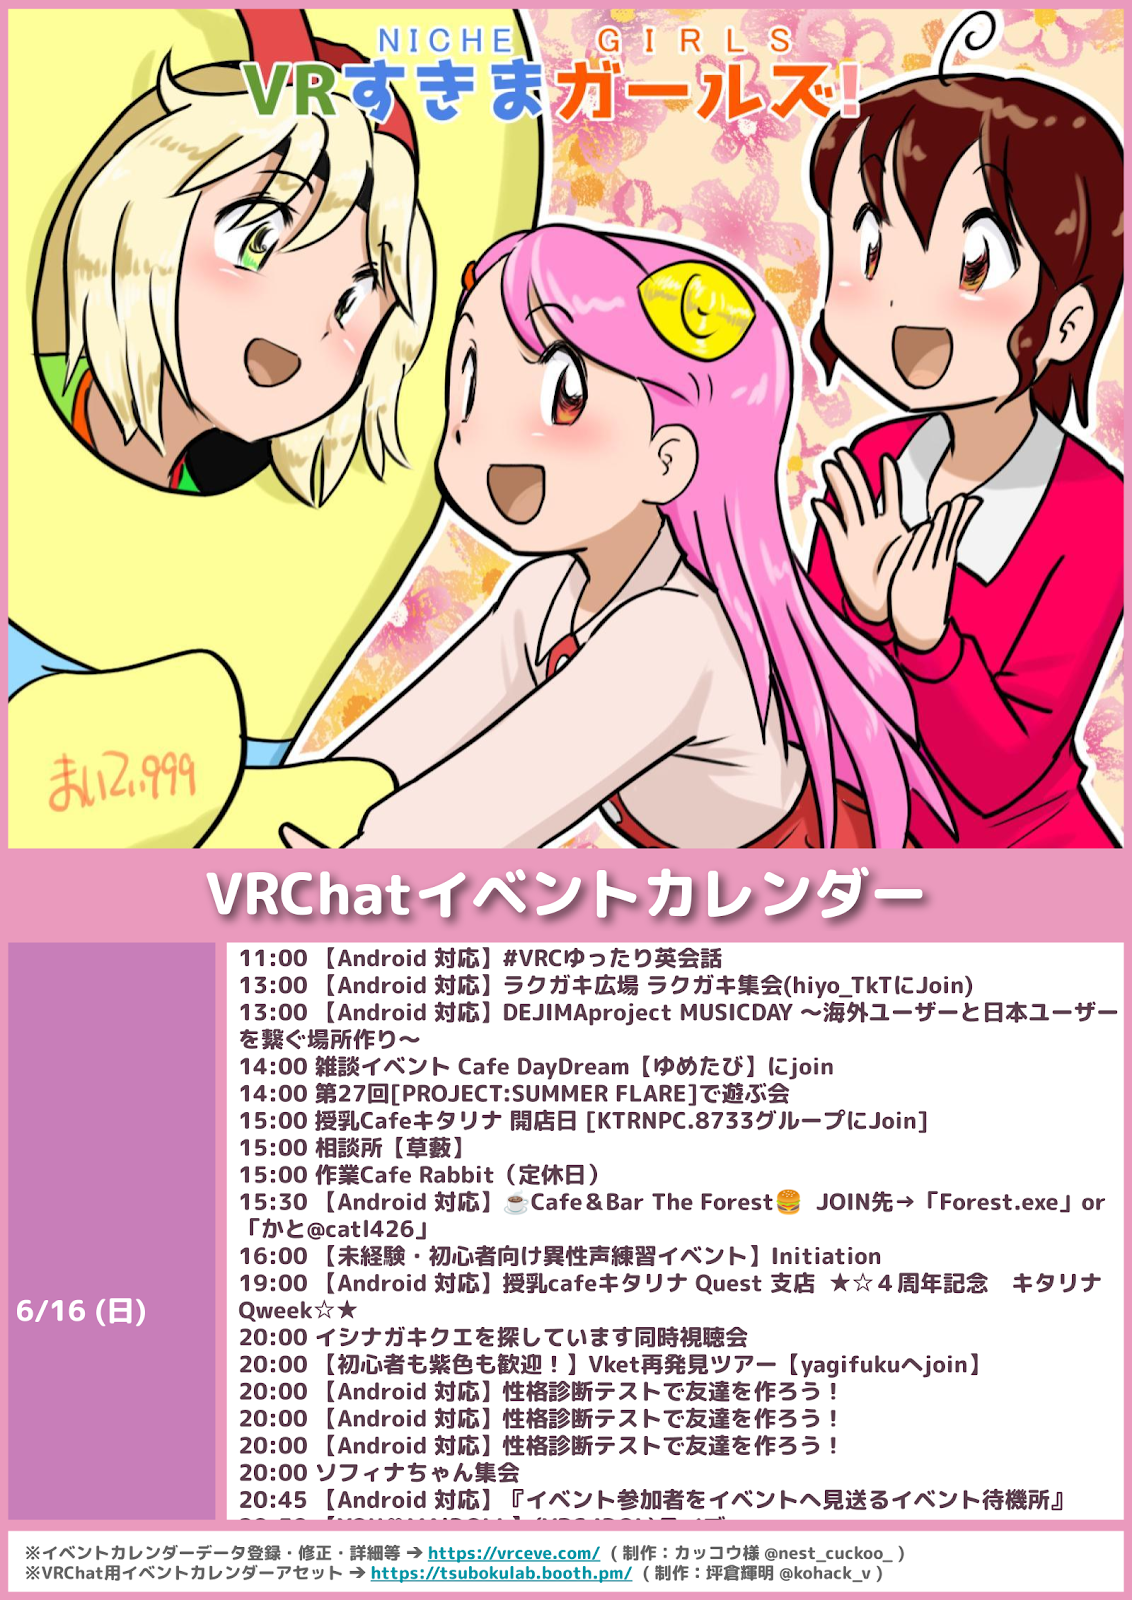 NICHE GIRLS
VRすきまガールズ!
まいてぃ999
VRChatイベントカレンダー
6/16 (日)
11:00 【Android 対応】#VRCゆったり英会話
13:00 【Android 対応】ラクガキ広場 ラクガキ集会(hiyo_TkTにJoin)
13:00 【Android 対応】DEJIMAproject MUSICDAY ～海外ユーザーと日本ユーザー
を繋ぐ場所作り～
14:00 雑談イベント Cafe DayDream【ゆめたび】にjoin
14:00 第27回[PROJECT:SUMMER FLARE]で遊ぶ会
15:00 授乳Cafeキタリナ 開店日 [KTRNPC.8733グループにJoin]
15:00 相談所【草藪】
15:00 作業Cafe Rabbit（定休日）
15:30 【Android 対応】☕Cafe＆Bar The Forest🍔 JOIN先→「Forest.exe」or
「かと@catl426」
16:00 【未経験・初心者向け異性声練習イベント】Initiation
19:00 【Android 対応】授乳cafeキタリナ Quest 支店 ★☆４周年記念　キタリナ
Qweek☆★
20:00 イシナガキクエを探しています同時視聴会
20:00 【初心者も紫色も歓迎！】Vket再発見ツアー【yagifukuへjoin】
20:00 【Android 対応】性格診断テストで友達を作ろう！
20:00 【Android 対応】性格診断テストで友達を作ろう！
20:00 【Android 対応】性格診断テストで友達を作ろう！
20:00 ソフィナちゃん集会
20:45 【Android 対応】『イベント参加者をイベントへ見送るイベント待機所』
※イベントカレンダーデータ登録・修正・詳細等 ➔ https://vrceve.com/ （ 制作：カッコウ様 @nest_cuckoo_ ）
※VRChat用イベントカレンダーアセット ➔ https://tsubokulab.booth.pm/ （ 制作：坪倉輝明 @kohack_v ）